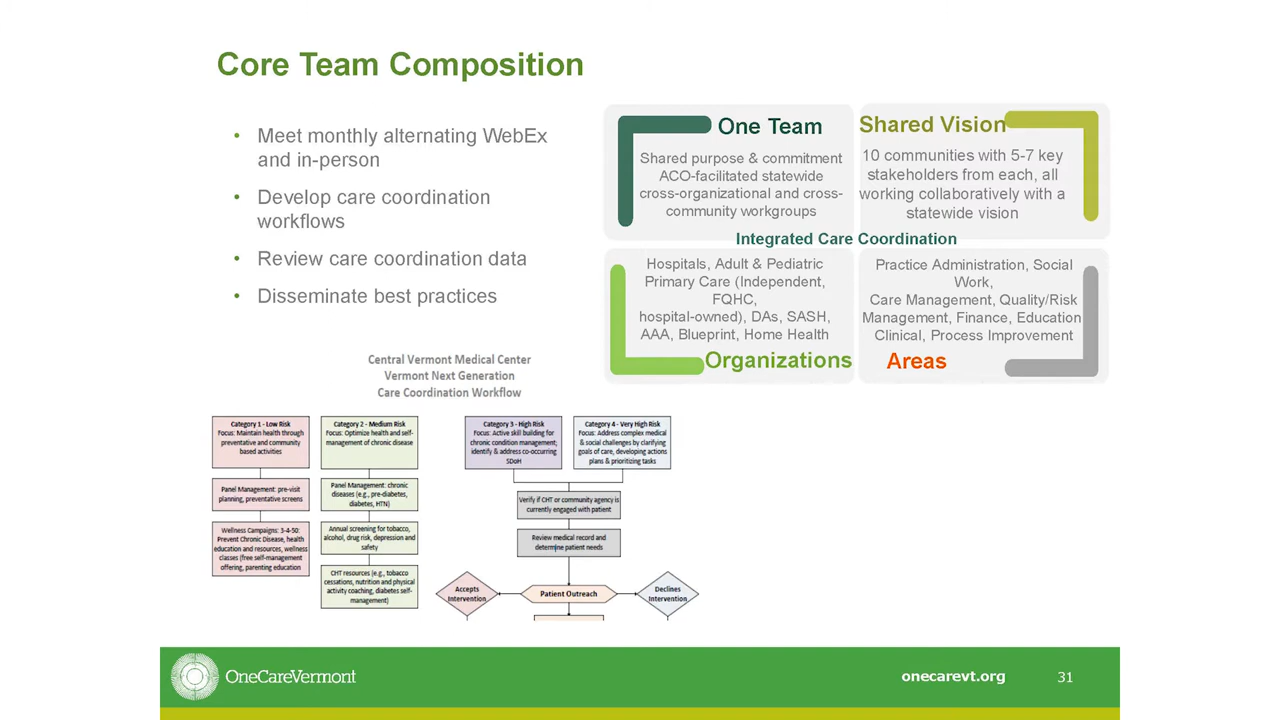 Core Team Composition
• Meet monthly alternating WebEx
and in-person
• Develop care coordination
workflows
• Review care coordination data
• Disseminate best practices
One Team
Shared purpose & commitment
ACO-facilitated statewide
cross-organizational and cross-
community workgroups
Shared Vision
10 communities with 5-7 key
stakeholders from each, all
working collaboratively with a
statewide vision
Integrated Care Coordination
Hospitals, Adult & Pediatric
Primary Care (Independent,
FQHC,
hospital-owned), DAs, SASH,
AAA, Blueprint, Home Health
Organizations
Practice Administration, Social
Work,
Care Management, Quality/Risk
Management, Finance, Education
Clinical, Process Improvement
Areas
Central Vermont Medical Center
Vermont Next Generation
Care Coordination Workflow
Category 1 - Low Risk
Focus: Maintain health through
preventative and community
based activities
Panel Management: pre-visit
planning, preventative screens
Wellness Campaigns: 3-4-50:
Prevent Chronic Disease, health
education and resources, wellness
classes (free self-management
offering, parenting education
Category 2 - Medium Risk
Focus: Optimize health and self-
management of chronic disease
Panel Management: chronic
diseases (e.g., pre-diabetes,
diabetes, HTN)
Annual screening for tobacco,
alcohol, drug risk, depression and
safety
CHT resources (e.g., tobacco
cessations, nutrition and physical
activity coaching, diabetes self-
management)
Category 3 - High Risk
Focus: Active skill building for
chronic condition management;
identify & address co-occurring
SDoH
Category 4 - Very High Risk
Focus: Address complex medical
& social challenges by clarifying
goals of care, developing actions
plans & prioritizing tasks
Verify if CHT or community agency is
currently engaged with patient
Review medical record and
determine patient needs
Accepts
Intervention
Patient Outreach
Declines
Intervention
OneCareVermont
onecarevt.org
31